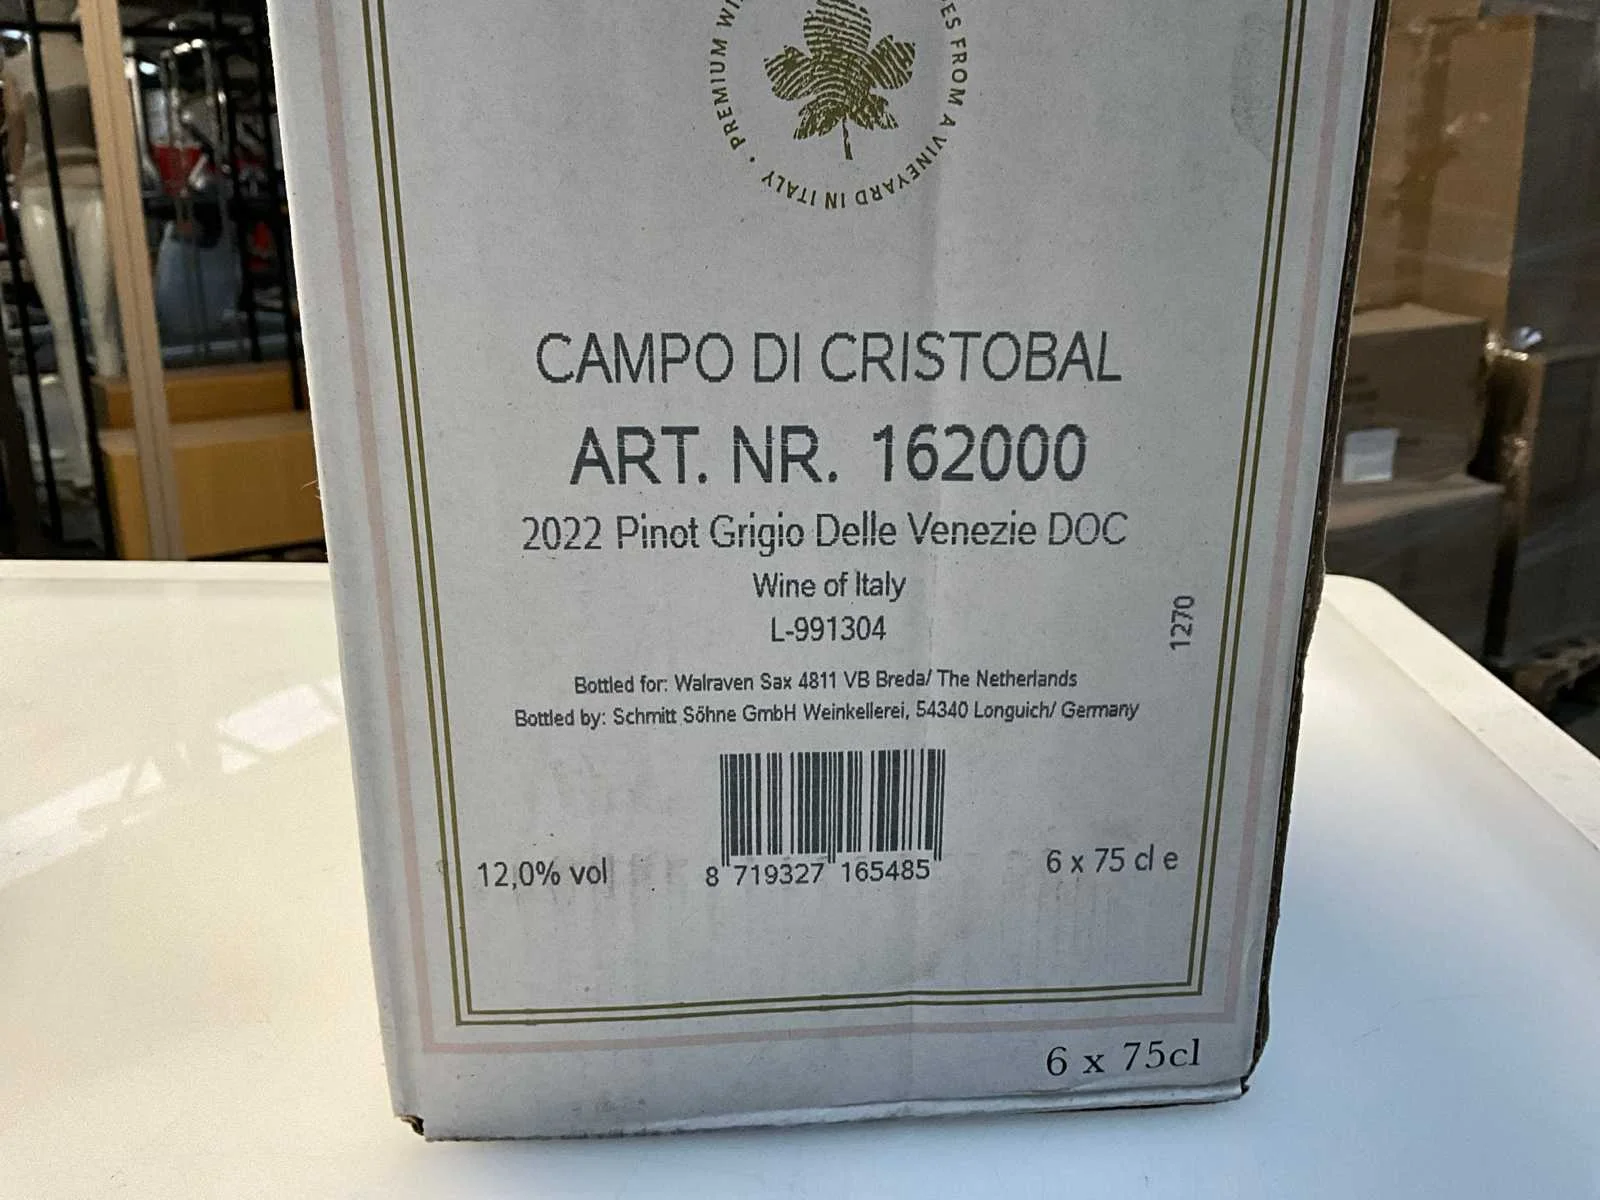 PREMIUM
ES FROM A VINEYARD IN ITALY •
CAMPO DI CRISTOBAL
ART. NR. 162000
2022 Pinot Grigio Delle Venezie DOC
Wine of Italy
L-991304
1270
Bottled for: Walraven Sax 4811 VB Breda/ The Netherlands
Bottled by: Schmitt Söhne GmbH Weinkellerei, 54340 Longuich/ Germany
12,0% vol
8 719327 165485
6 x 75 cl e
6 x 75cl